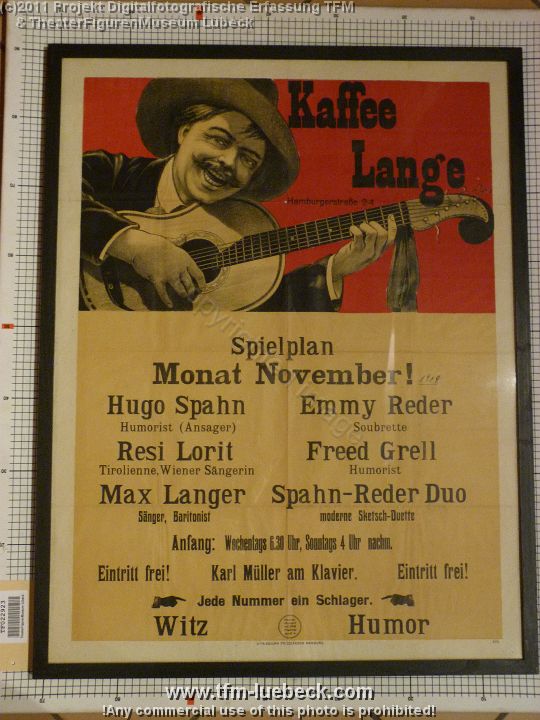 (c)2011 Projekt Digitalfotografische Erfassung TFM
& TheaterFigurenMuseum Lübeck
Kaffee
Lange
Hamburgerstraße 94
Spielplan
Monat November!
Hugo Spahn
Humorist (Ansager)
Emmy Reder
Soubrette
Resi Lorit
Tirolienne, Wiener Sängerin
Freed Grell
Humorist
Max Langer
Sänger, Baritonist
Spahn-Reder Duo
moderne Sketsch-Duette
Anfang: Wochentags 6.30 Uhr, Sonntags 4 Uhr nachm.
Eintritt frei! Karl Müller am Klavier. Eintritt frei!
Jede Nummer ein Schlager.
Witz Humor
TF022923
www.tfm-luebeck.com
!Any commercial use of this photo is prohibited!